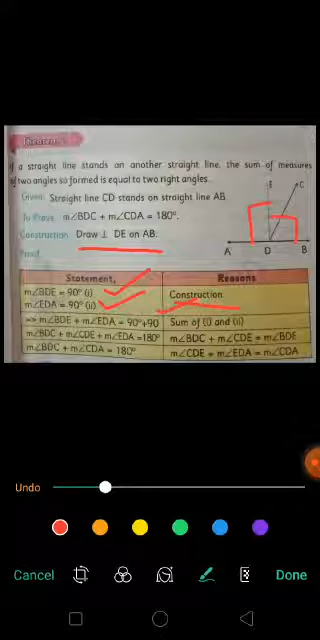 Theorem
If a straight line stands on another straight line, the sum of measures
of two angles so formed is equal to two right angles.
Given: Straight line CD stands on straight line AB.
To Prove: m∠BDC + m∠CDA = 180°.
Construction: Draw ⊥ DE on AB.
Proof:
E
C
A
D
B
Statement,
Reasons
m∠BDE = 90° (i)
m∠EDA = 90° (ii)
Construction
=> m∠BDE + m∠EDA = 90°+90
Sum of (i) and (ii)
m∠BDC + m∠CDE + m∠EDA =180°
m∠BDC + m∠CDE = m∠BDE
m∠BDC + m∠CDA = 180°
m∠CDE + m∠EDA = m∠CDA
Undo
Cancel
Done